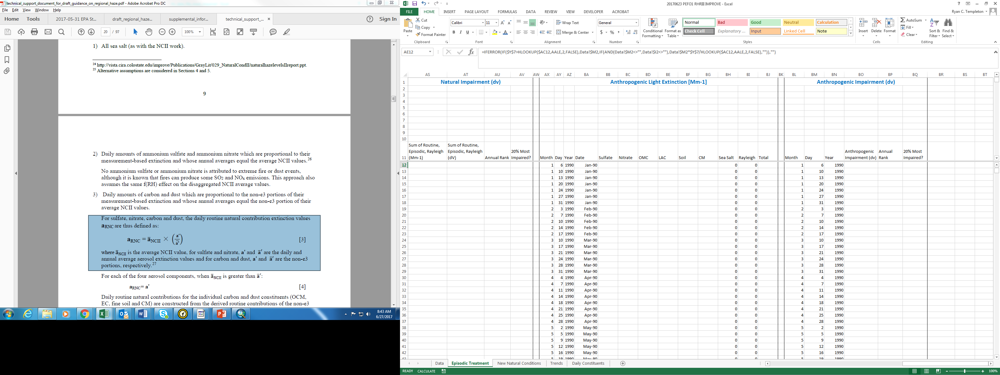 technical_support_document_for_draft_guidance_on_regional_haze.pdf - Adobe Acrobat Pro DC
File Edit View Window Help
Home Tools 2017-05-31 EPA St... draft_regional_haze... supplemental_infor... technical_support_... × Sign In
20 / 97 100%
1) All sea salt (as with the NCII work).
24 http://vista.cira.colostate.edu/improve/Publications/GrayLit/029_NaturalCondII/naturalhazelevelsIIreport.ppt.
25 Alternative assumptions are considered in Sections 4 and 5.
9
2) Daily amounts of ammonium sulfate and ammonium nitrate which are proportional to their
measurement-based extinction and whose annual averages equal the average NCII values.26
No ammonium sulfate or ammonium nitrate is attributed to extreme fire or dust events,
although it is known that fires can produce some SO2 and NOx emissions. This approach also
assumes the same f(RH) effect on the disaggregated NCII average values.
3) Daily amounts of carbon and dust which are proportional to the non-e3 portions of their
measurement-based extinction and whose annual averages equal the non-e3 portion of their
average NCII values.
For sulfate, nitrate, carbon and dust, the daily routine natural contribution extinction values
aRNC are thus defined as:
aRNC = āNCII × (a'/ā') [3]
where āNCII is the average NCII value, for sulfate and nitrate, a' and ā' are the daily and
annual average aerosol extinction values and for carbon and dust, a' and ā' are the non-e3
portions, respectively.27
For each of the four aerosol components, when āNCII is greater than ā':
aRNC= a' [4]
Daily routine natural contributions for the individual carbon and dust constituents (OCM,
EC, fine soil and CM) are constructed from the derived routine contributions of the non-e3
8:43 AM
6/27/2017
20170623 PEFO1 RHRIII IMPROVE - Excel
FILE HOME INSERT PAGE LAYOUT FORMULAS DATA REVIEW VIEW DEVELOPER ACROBAT Ryan C. Templeton
Paste Cut Copy Format Painter Clipboard
Calibri 11 B I U A Font
Wrap Text Merge & Center Alignment
General $ % , Number
Conditional Formatting Format as Table
Normal Bad Good Neutral Calculation
Check Cell Explanatory ... Input Linked Cell Note
Styles
Insert Delete Format Cells
AutoSum Fill Clear Sort & Filter Find & Select Editing
AE12 fx =IFERROR(IF($Y$7>HLOOKUP($AC12,AALE,2,FALSE),Data!$M2,IF(AND(Data!$M2<>"",Data!$I2<>""),Data!$M2*$Y$7/HLOOKUP($AC12,AALE,2,FALSE),"")),"")
AS AT AU AV AW AX AY AZ BA BB BC BD BE BF BG BH BI BJ BK BL BM BN BO BP BQ BR BS BT
1 Natural Impairment (dv) Anthropogenic Light Extinction [Mm-1] Anthropogenic Impairment (dv)
2
3
4
5
6
7
8
9
10
11 Sum of Routine, Episodic, Rayleigh (Mm-1) Sum of Routine, Episodic, Rayleigh (dV) Annual Rank 20% Most Impaired? Month Day Year Date Sulfate Nitrate OMC LAC Soil CM Sea Salt Rayleigh Total Month Day Year Anthropogenic Impairment (dv) Annual Rank 20% Most Impaired?
12 1 6 1990 Jan-90 0 0 1 6 1990
13 1 10 1990 Jan-90 0 0 1 10 1990
14 1 13 1990 Jan-90 0 0 1 13 1990
15 1 20 1990 Jan-90 0 0 1 20 1990
16 1 24 1990 Jan-90 0 0 1 24 1990
17 1 27 1990 Jan-90 0 0 1 27 1990
18 1 31 1990 Jan-90 0 0 1 31 1990
19 2 3 1990 Feb-90 0 0 2 3 1990
20 2 7 1990 Feb-90 0 0 2 7 1990
21 2 10 1990 Feb-90 0 0 2 10 1990
22 2 14 1990 Feb-90 0 0 2 14 1990
23 2 17 1990 Feb-90 0 0 2 17 1990
24 3 10 1990 Mar-90 0 0 3 10 1990
25 3 17 1990 Mar-90 0 0 3 17 1990
26 3 21 1990 Mar-90 0 0 3 21 1990
27 3 24 1990 Mar-90 0 0 3 24 1990
28 3 28 1990 Mar-90 0 0 3 28 1990
29 3 31 1990 Mar-90 0 0 3 31 1990
30 4 4 1990 Apr-90 0 0 4 4 1990
31 4 7 1990 Apr-90 0 0 4 7 1990
32 4 11 1990 Apr-90 0 0 4 11 1990
33 4 14 1990 Apr-90 0 0 4 14 1990
34 4 18 1990 Apr-90 0 0 4 18 1990
35 4 21 1990 Apr-90 0 0 4 21 1990
36 4 25 1990 Apr-90 0 0 4 25 1990
37 4 28 1990 Apr-90 0 0 4 28 1990
38 5 2 1990 May-90 0 0 5 2 1990
39 5 5 1990 May-90 0 0 5 5 1990
40 5 9 1990 May-90 0 0 5 9 1990
41 5 12 1990 May-90 0 0 5 12 1990
42 5 16 1990 May-90 0 0 5 16 1990
43 5 19 1990 May-90 0 0 5 19 1990
Data Episodic Treatment New Natural Conditions Trends Daily Constituents
READY CALCULATE 100%